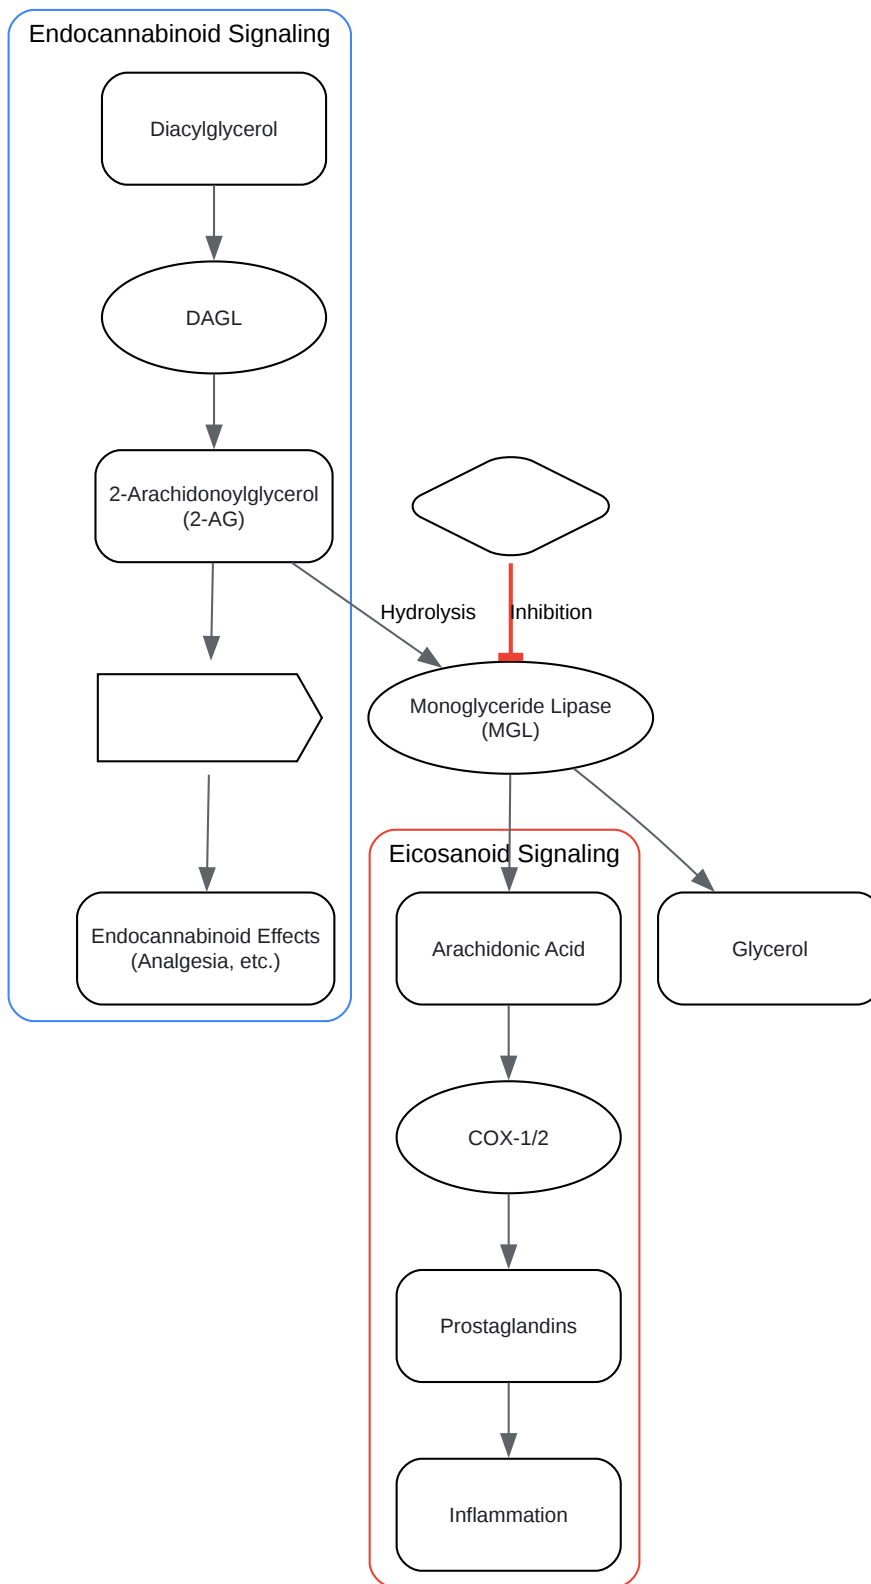 Endocannabinoid Signaling
Diacylglycerol
DAGL
2-Arachidonoylglycerol
(2-AG)
Hydrolysis
Inhibition
Monoglyceride Lipase
(MGL)
Eicosanoid Signaling
Endocannabinoid Effects
(Analgesia, etc.)
Arachidonic Acid
Glycerol
COX-1/2
Prostaglandins
Inflammation